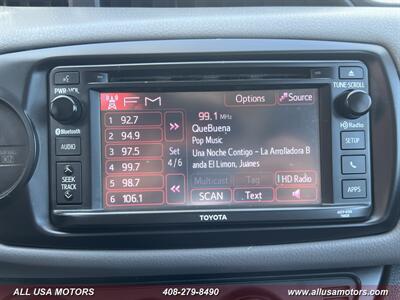 PWR•VOL
TUNE•SCROLL
FM
Options
Source
99.1 MHz
QueBuena
Pop Music
Una Noche Contigo – La Arrolladora B
anda El Limon, Juanes
1 92.7
2 94.9
3 97.5
4 99.7
5 98.7
6 106.1
>>
Set
4/6
<<
Multicast
Tag
HD Radio
SCAN
Text
Bluetooth
AUDIO
SEEK
TRACK
HD Radio
SETUP
APPS
TOYOTA
ALL USA MOTORS
408-279-8490
www.allusamotors.com